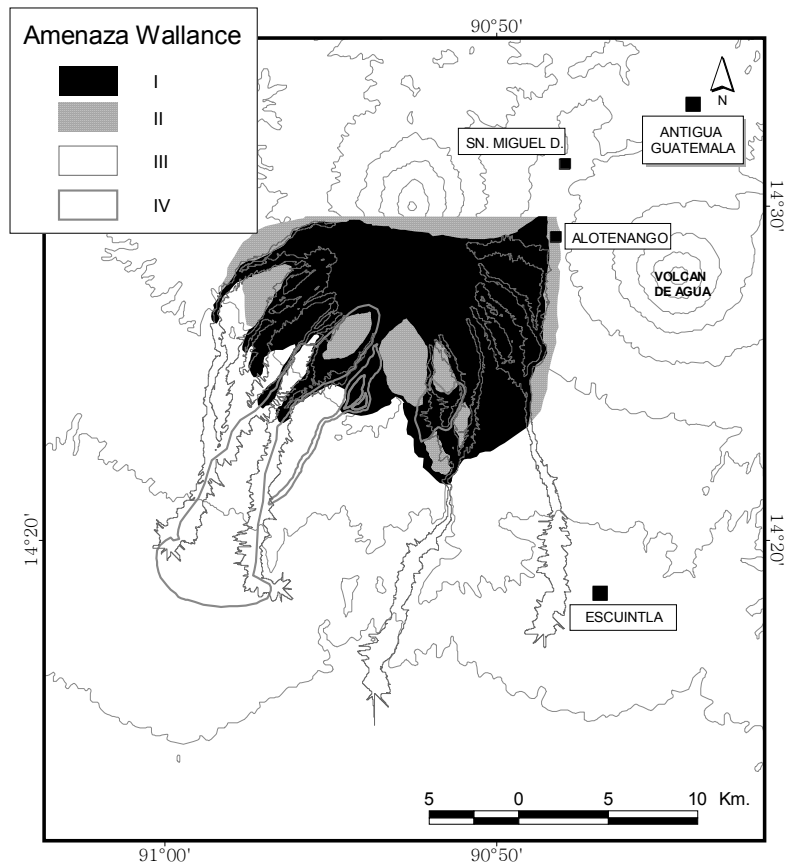 Amenaza Wallance
I
II
III
IV
90°50'
N
ANTIGUA
GUATEMALA
SN. MIGUEL D.
14°30'
ALOTENANGO
VOLCAN
DE AGUA
14°20'
14°20'
ESCUINTLA
5 0 5 10 Km.
91°00'
90°50'